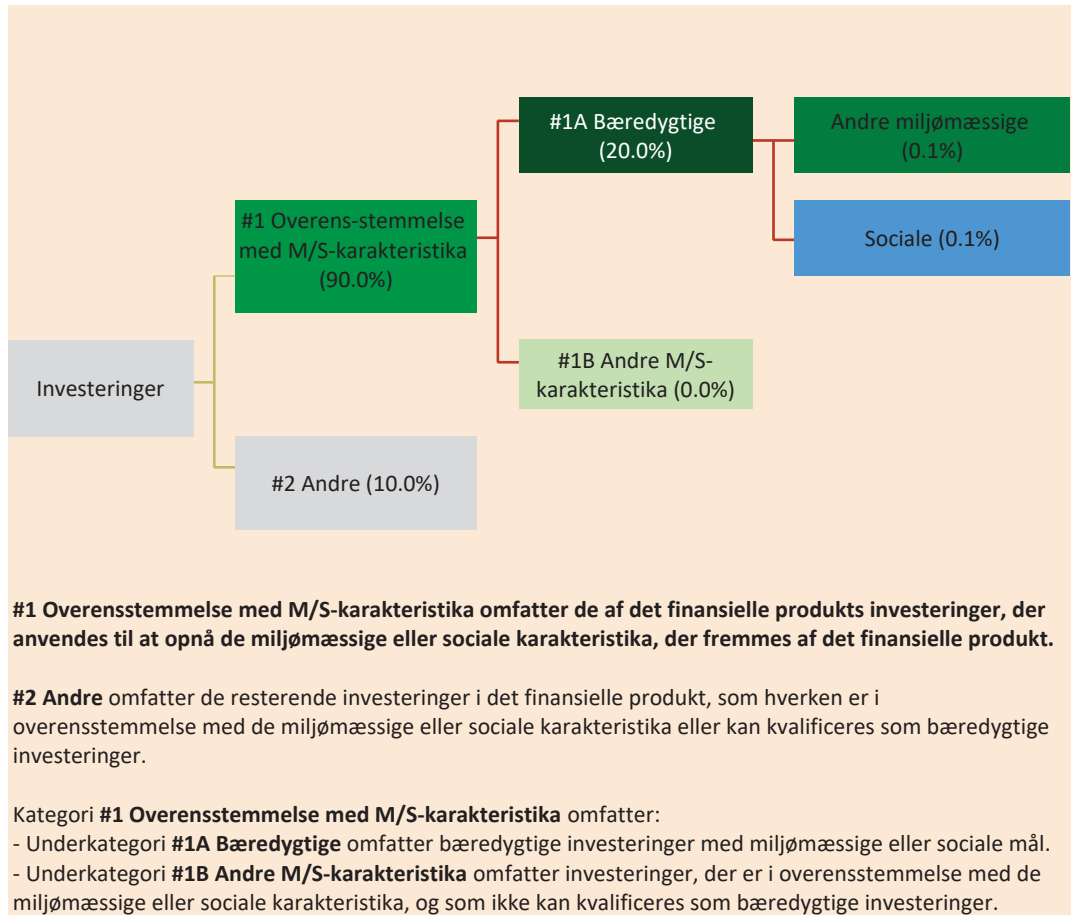 #1A Bæredygtige
(20.0%)
Andre miljømæssige
(0.1%)
#1 Overens-stemmelse
med M/S-karakteristika
(90.0%)
Sociale (0.1%)
Investeringer
#1B Andre M/S-
karakteristika (0.0%)
#2 Andre (10.0%)
#1 Overensstemmelse med M/S-karakteristika omfatter de af det finansielle produkts investeringer, der
anvendes til at opnå de miljømæssige eller sociale karakteristika, der fremmes af det finansielle produkt.
#2 Andre omfatter de resterende investeringer i det finansielle produkt, som hverken er i
overensstemmelse med de miljømæssige eller sociale karakteristika eller kan kvalificeres som bæredygtige
investeringer.
Kategori #1 Overensstemmelse med M/S-karakteristika omfatter:
- Underkategori #1A Bæredygtige omfatter bæredygtige investeringer med miljømæssige eller sociale mål.
- Underkategori #1B Andre M/S-karakteristika omfatter investeringer, der er i overensstemmelse med de
miljømæssige eller sociale karakteristika, og som ikke kan kvalificeres som bæredygtige investeringer.